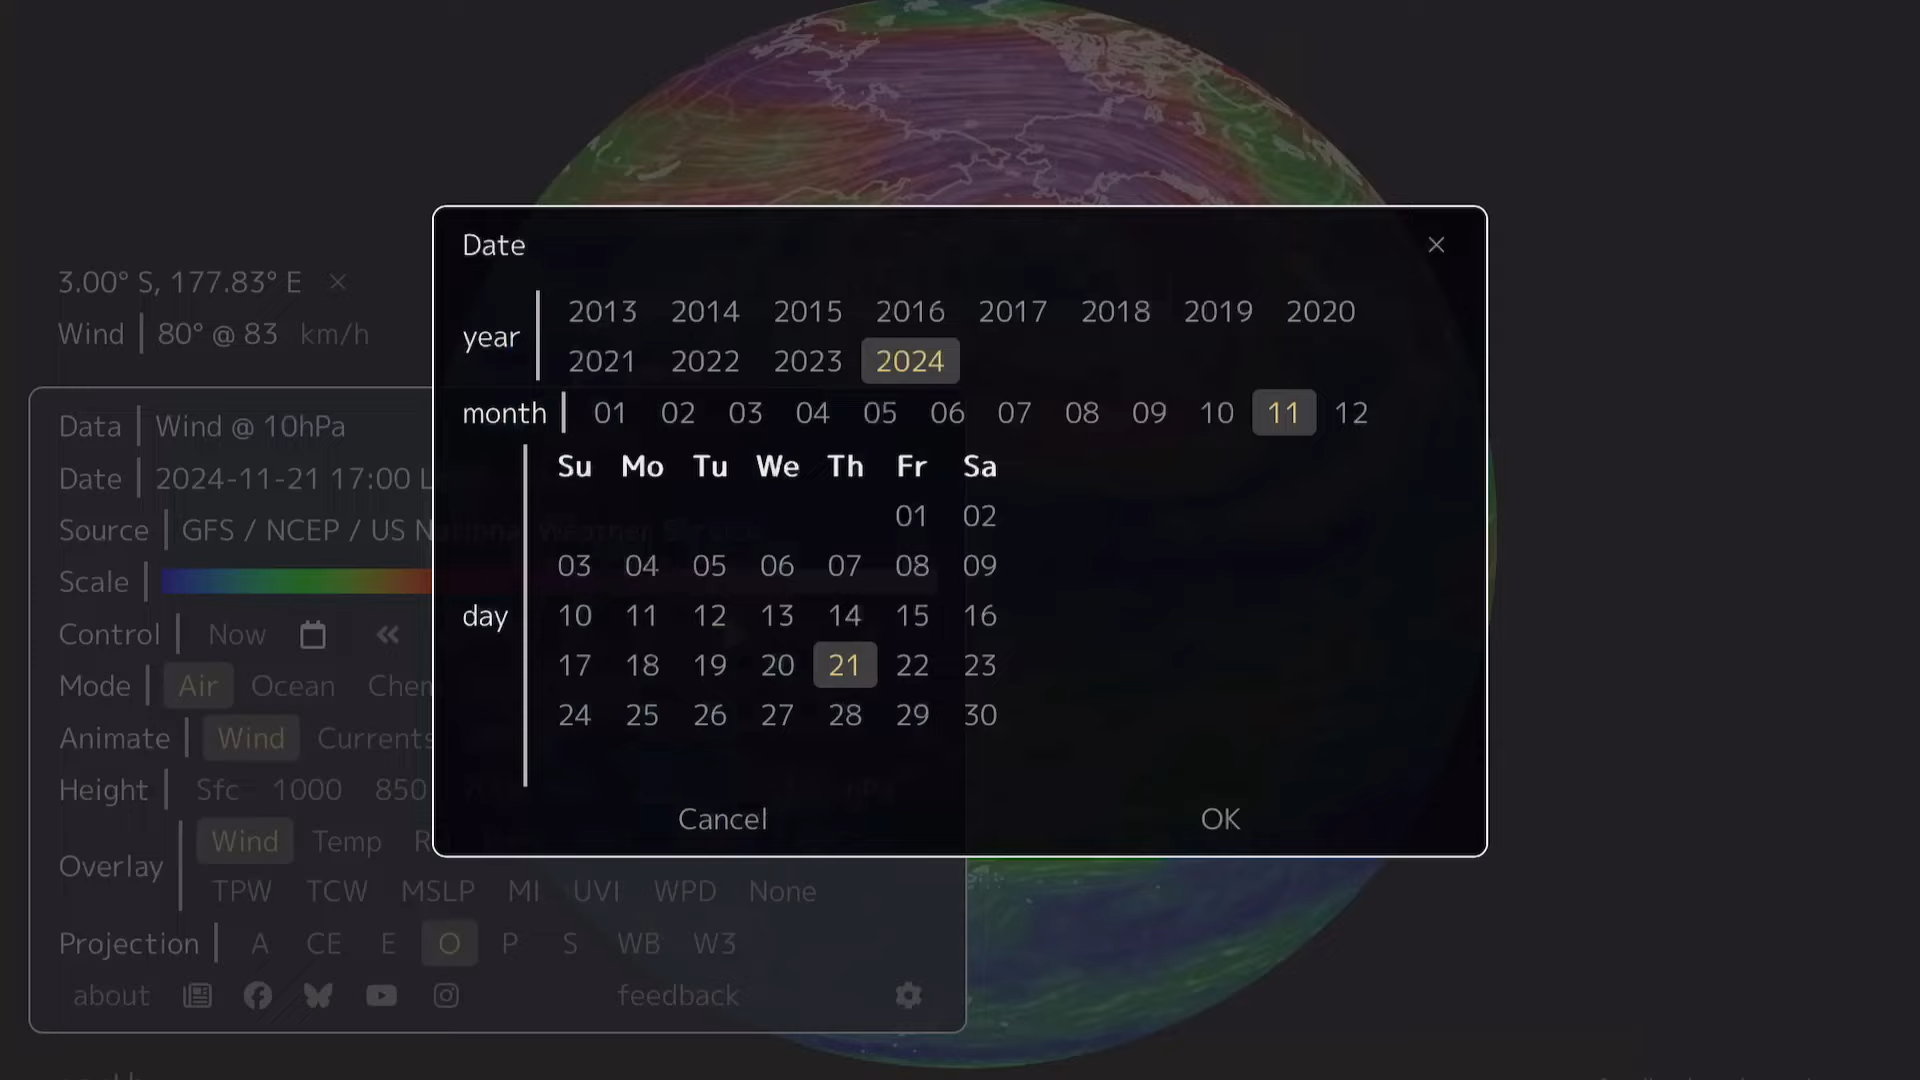 Date ×
year 2013 2014 2015 2016 2017 2018 2019 2020
2021 2022 2023 2024
month 01 02 03 04 05 06 07 08 09 10 11 12
Su Mo Tu We Th Fr Sa
01 02
03 04 05 06 07 08 09
day 10 11 12 13 14 15 16
17 18 19 20 21 22 23
24 25 26 27 28 29 30
Cancel OK
3.00° S, 177.83° E ×
Wind 80° @ 83 km/h
Data Wind @ 10hPa
Date 2024-11-21 17:00
Source GFS / NCEP / US National Weather
Scale
Control Now «
Mode Air Ocean
Animate Wind Currents
Height Sfc 1000 850
Overlay Wind Temp
TPW TCW MSLP MI UVI WPD None
Projection A CE E O P S WB W3
about feedback